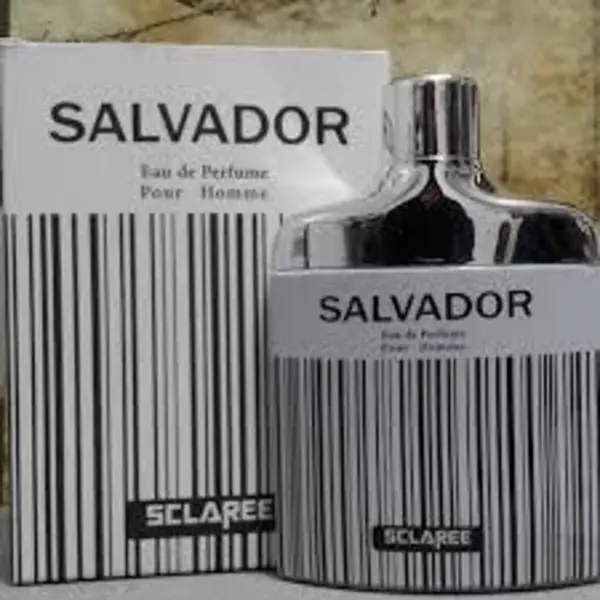 SALVADOR
Eau de Perfume
Pour Homme
SCLAREE
SALVADOR
Eau de Perfume
Pour Homme
SCLAREE